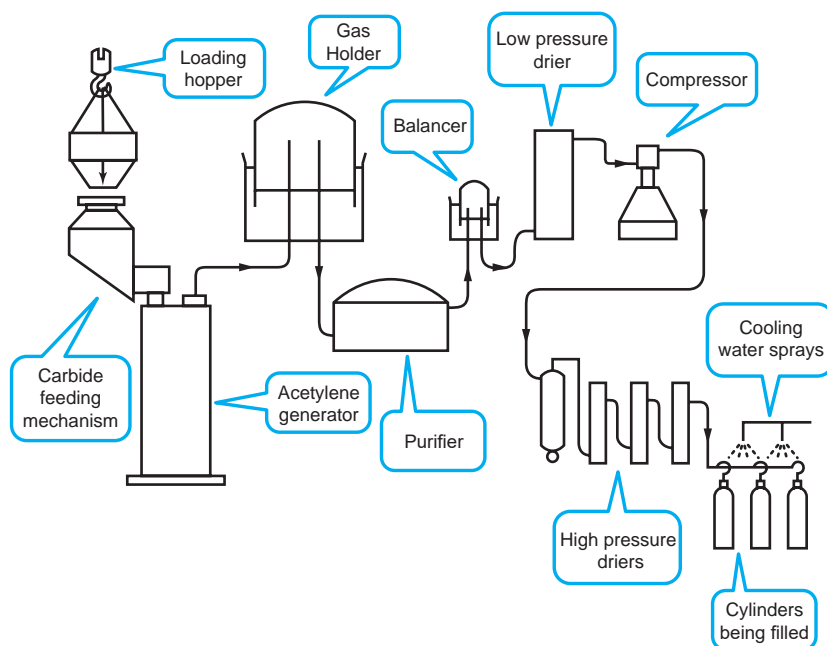 Loading
hopper
Gas
Holder
Low pressure
drier
Compressor
Balancer
Carbide
feeding
mechanism
Acetylene
generator
Purifier
Cooling
water sprays
High pressure
driers
Cylinders
being filled